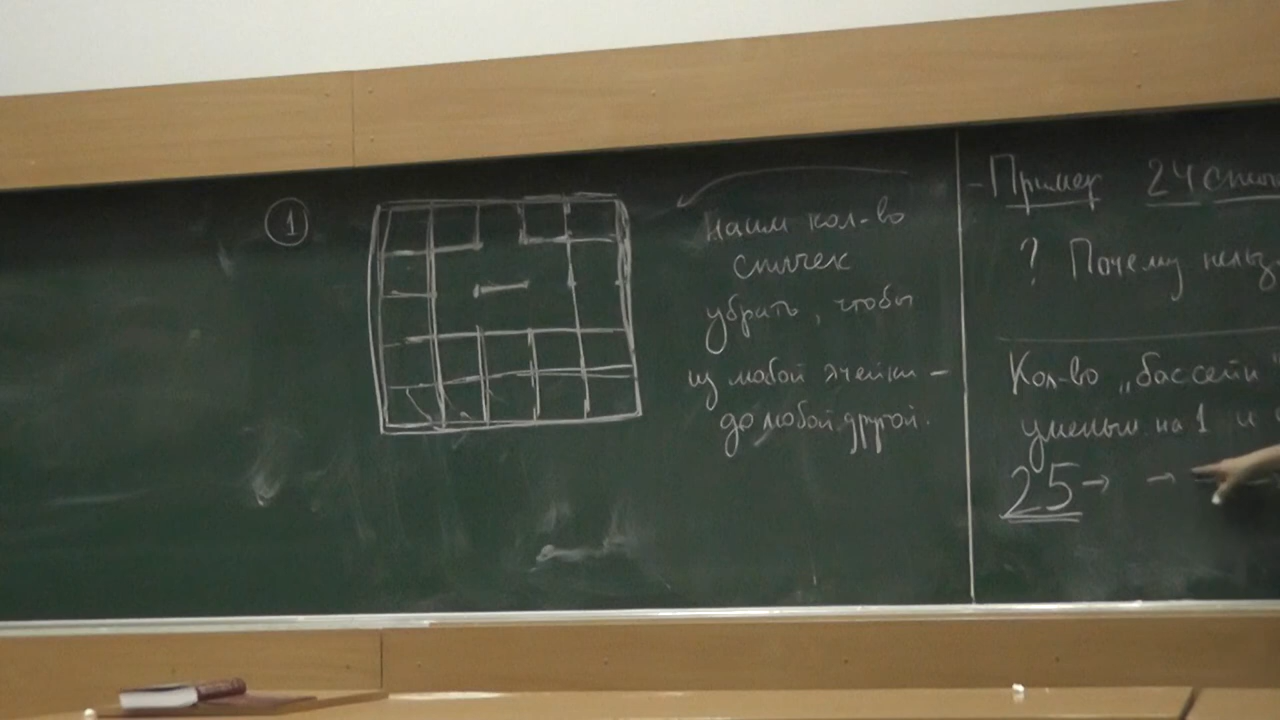 1
наим кол-во
спичек
убрать, чтобы
из любой ячейки -
до любой другой.
- Пример 24
? Почему
Кол-во „бассейн"
уменьш. на 1 и
25 → →